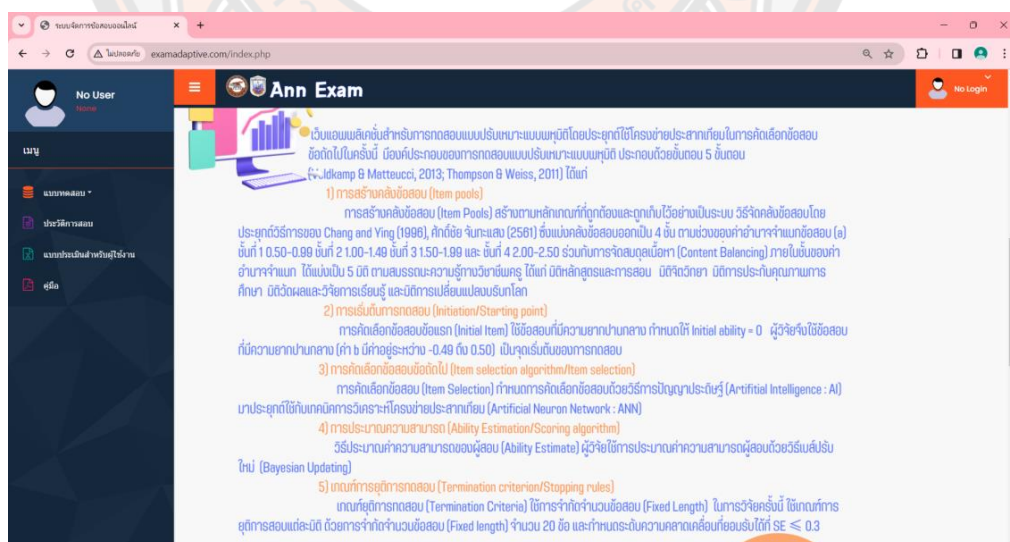 ระบบจัดการข้อสอบออนไลน์
ไม่ปลอดภัย examadaptive.com/index.php
No User
None
Ann Exam
No Login
เมนู
แบบทดสอบ
ประวัติการสอบ
แบบประเมินสำหรับผู้ใช้งาน
คู่มือ
เว็บแอพพลิเคชั่นสำหรับการทดสอบแบบปรับเหมาะแบบพหุมิติโดยประยุกต์ใช้โครงข่ายประสาทเทียมในการคัดเลือกข้อสอบ
ข้อถัดไปในครั้งนี้ มีองค์ประกอบของการทดสอบแบบปรับเหมาะแบบพหุมิติ ประกอบด้วยขั้นตอน 5 ขั้นตอน
ldkamp & Matteucci, 2013; Thompson & Weiss, 2011) ได้แก่
1) การสร้างคลังข้อสอบ (Item pools)
การสร้างคลังข้อสอบ (Item Pools) สร้างตามหลักเกณฑ์ที่ถูกต้องและถูกเก็บไว้อย่างเป็นระบบ วิธีจัดคลังข้อสอบโดย
ประยุกต์วิธีการของ Chang and Ying (1996), ศักดิ์ชัย จันทะแสง (2561) ซึ่งแบ่งคลังข้อสอบออกเป็น 4 ชั้น ตามช่วงของค่าอำนาจจำแนกข้อสอบ (a)
ชั้นที่ 1 0.50-0.99 ชั้นที่ 2 1.00-1.49 ชั้นที่ 3 1.50-1.99 และ ชั้นที่ 4 2.00-2.50 ร่วมกับการจัดสมดุลเนื้อหา (Content Balancing) ภายในชั้นของค่า
อำนาจจำแนก ได้แบ่งเป็น 5 มิติ ตามสมรรถนะความรู้ทางวิชาชีพครู ได้แก่ มิติหลักสูตรและการสอน มิติจิตวิทยา มิติการประกันคุณภาพการ
ศึกษา มิติวัดผลและวิจัยการเรียนรู้ และมิติการเปลี่ยนแปลงบริบทโลก
2) การเริ่มต้นการทดสอบ (Initiation/Starting point)
การคัดเลือกข้อสอบข้อแรก (Initial Item) ใช้ข้อสอบที่มีความยากปานกลาง กำหนดให้ Initial ability = 0 ผู้วิจัยจึงใช้ข้อสอบ
ที่มีความยากปานกลาง (ค่า b มีค่าอยู่ระหว่าง -0.49 ถึง 0.50) เป็นจุดเริ่มต้นของการทดสอบ
3) การคัดเลือกข้อสอบข้อถัดไป (Item selection algorithm/Item selection)
การคัดเลือกข้อสอบ (Item Selection) กำหนดการคัดเลือกข้อสอบด้วยวิธีการปัญญาประดิษฐ์ (Artifitial Intelligence : AI)
มาประยุกต์ใช้กับเทคนิคการวิเคราะห์โครงข่ายประสาทเทียม (Artificial Neuron Network : ANN)
4) การประมาณความสามารถ (Ability Estimation/Scoring algorithm)
วิธีประมาณค่าความสามารถของผู้สอบ (Ability Estimate) ผู้วิจัยใช้การประมาณค่าความสามารถผู้สอบด้วยวิธีเบส์ปรับ
ใหม่ (Bayesian Updating)
5) เกณฑ์การยุติการทดสอบ (Termination criterion/Stopping rules)
เกณฑ์ยุติการทดสอบ (Termination Criteria) ใช้การจำกัดจำนวนข้อสอบ (Fixed Length) ในการวิจัยครั้งนี้ ใช้เกณฑ์การ
ยุติการสอบแต่ละมิติ ด้วยการจำกัดจำนวนข้อสอบ (Fixed length) จำนวน 20 ข้อ และกำหนดระดับความคลาดเคลื่อนที่ยอมรับได้ที่ SE ≤ 0.3